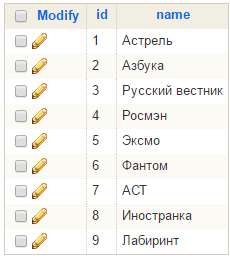 Modify id name
1 Астрель
2 Азбука
3 Русский вестник
4 Росмэн
5 Эксмо
6 Фантом
7 АСТ
8 Иностранка
9 Лабиринт